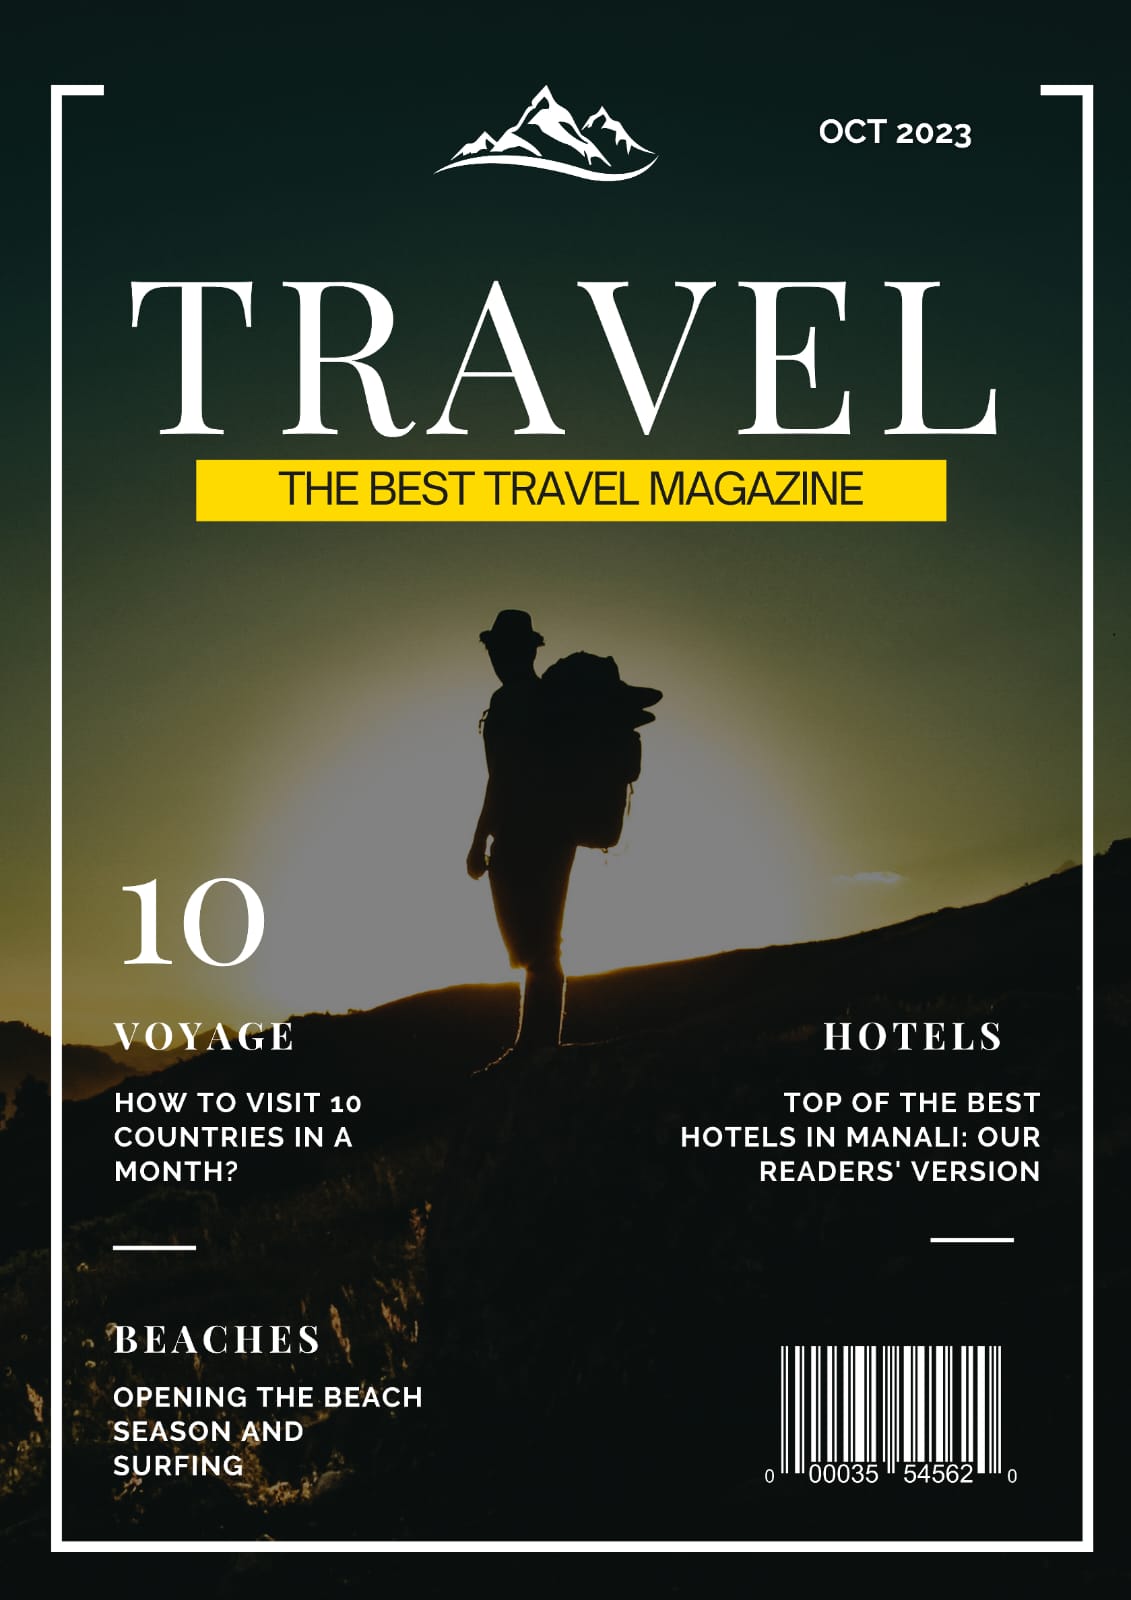 OCT 2023
TRAVEL
THE BEST TRAVEL MAGAZINE
10
VOYAGE
HOW TO VISIT 10
COUNTRIES IN A
MONTH?
HOTELS
TOP OF THE BEST
HOTELS IN MANALI: OUR
READERS' VERSION
BEACHES
OPENING THE BEACH
SEASON AND
SURFING
0 00035 54562 0